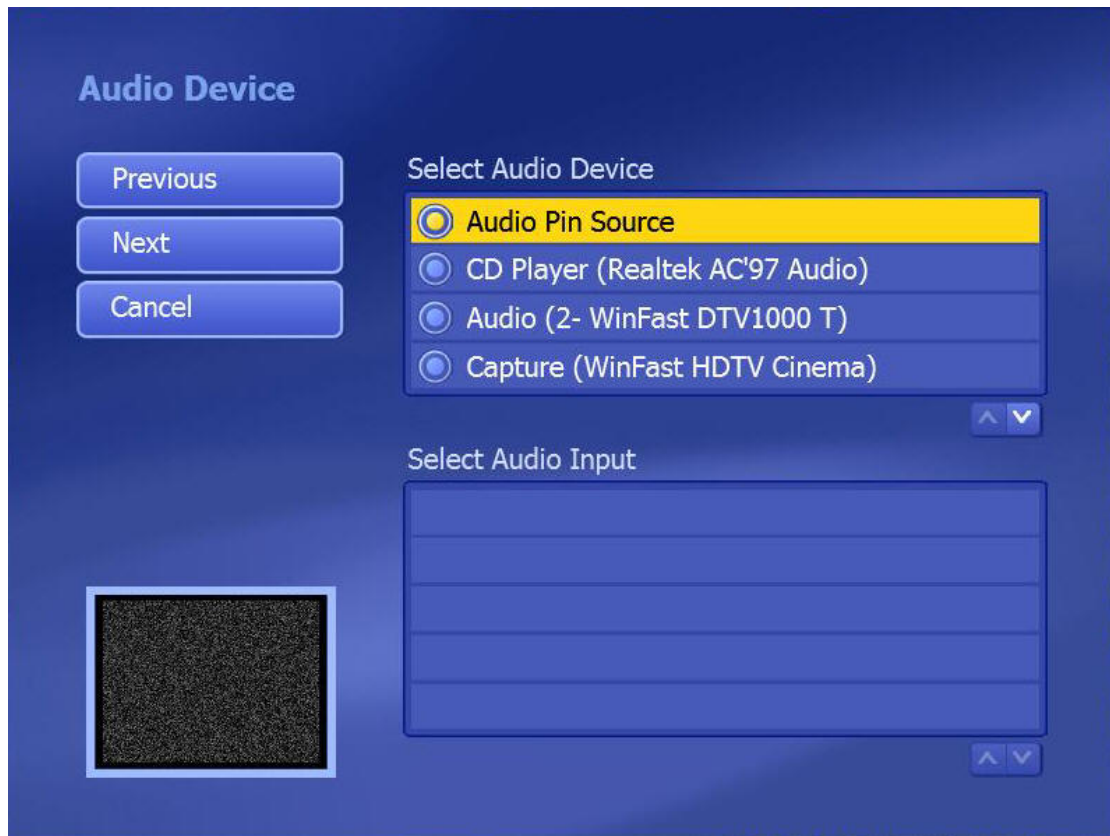 Audio Device
Previous
Next
Cancel
Select Audio Device
Audio Pin Source
CD Player (Realtek AC'97 Audio)
Audio (2- WinFast DTV1000 T)
Capture (WinFast HDTV Cinema)
Select Audio Input